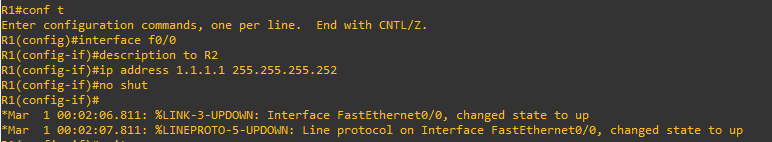 R1#conf t
Enter configuration commands, one per line.  End with CNTL/Z.
R1(config)#interface f0/0
R1(config-if)#description to R2
R1(config-if)#ip address 1.1.1.1 255.255.255.252
R1(config-if)#no shut
R1(config-if)#
*Mar  1 00:02:06.811: %LINK-3-UPDOWN: Interface FastEthernet0/0, changed state to up
*Mar  1 00:02:07.811: %LINEPROTO-5-UPDOWN: Line protocol on Interface FastEthernet0/0, changed state to up